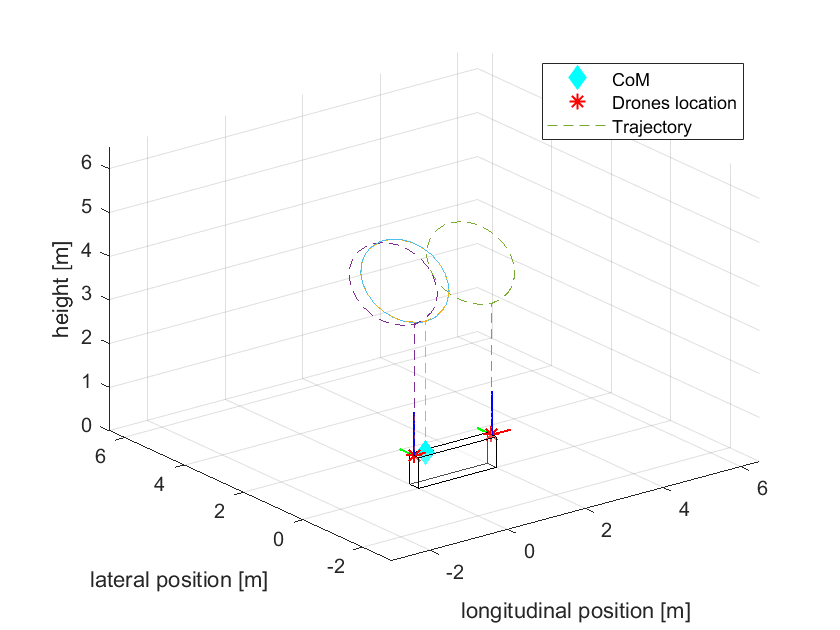 CoM
Drones location
Trajectory
6
5
4
3
2
1
0
height [m]
6
4
2
0
-2
lateral position [m]
-2
0
2
4
6
longitudinal position [m]